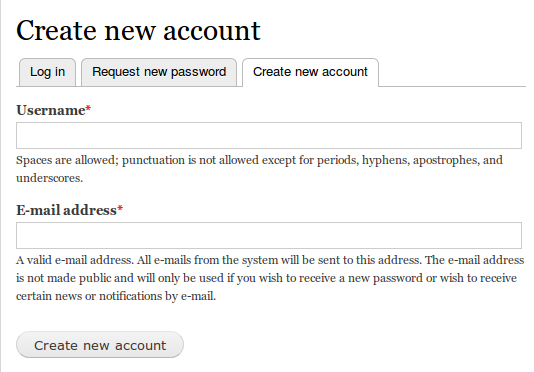 Create new account
Log in
Request new password
Create new account
Username*
Spaces are allowed; punctuation is not allowed except for periods, hyphens, apostrophes, and
underscores.
E-mail address*
A valid e-mail address. All e-mails from the system will be sent to this address. The e-mail address
is not made public and will only be used if you wish to receive a new password or wish to receive
certain news or notifications by e-mail.
Create new account